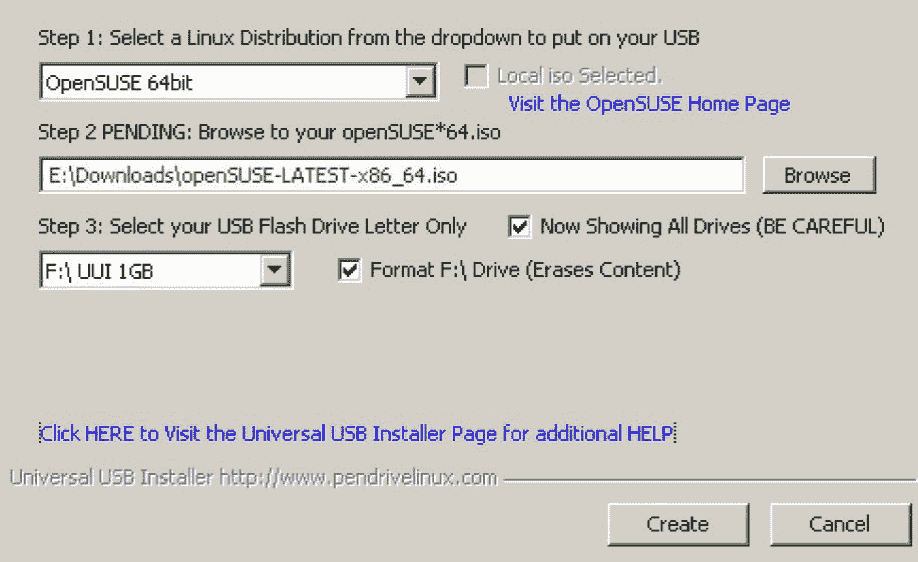 Step 1: Select a Linux Distribution from the dropdown to put on your USB
OpenSUSE 64bit
Local iso Selected.
Visit the OpenSUSE Home Page
Step 2 PENDING: Browse to your openSUSE*64.iso
E:\Downloads\openSUSE-LATEST-x86_64.iso
Browse
Step 3: Select your USB Flash Drive Letter Only
Now Showing All Drives (BE CAREFUL)
F:\ UUI 1GB
Format F:\ Drive (Erases Content)
Click HERE to Visit the Universal USB Installer Page for additional HELP
Universal USB Installer http://www.pendrivelinux.com
Create
Cancel